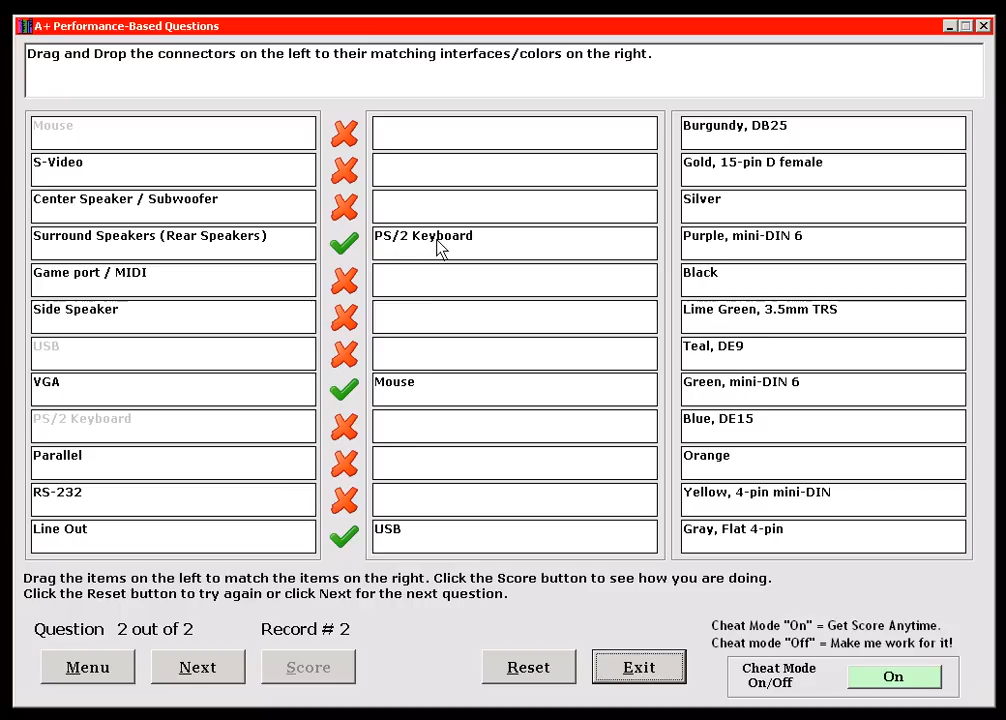 A+ Performance-Based Questions
Drag and Drop the connectors on the left to their matching interfaces/colors on the right.
Mouse
Burgundy, DB25
S-Video
Gold, 15-pin D female
Center Speaker / Subwoofer
Silver
Surround Speakers (Rear Speakers)
PS/2 Keyboard
Purple, mini-DIN 6
Game port / MIDI
Black
Side Speaker
Lime Green, 3.5mm TRS
USB
Teal, DE9
VGA
Mouse
Green, mini-DIN 6
PS/2 Keyboard
Blue, DE15
Parallel
Orange
RS-232
Yellow, 4-pin mini-DIN
Line Out
USB
Gray, Flat 4-pin
Drag the items on the left to match the items on the right. Click the Score button to see how you are doing.
Click the Reset button to try again or click Next for the next question.
Question 2 out of 2
Record # 2
Cheat Mode "On" = Get Score Anytime.
Cheat mode "Off" = Make me work for it!
Menu
Next
Score
Reset
Exit
Cheat Mode
On/Off
On